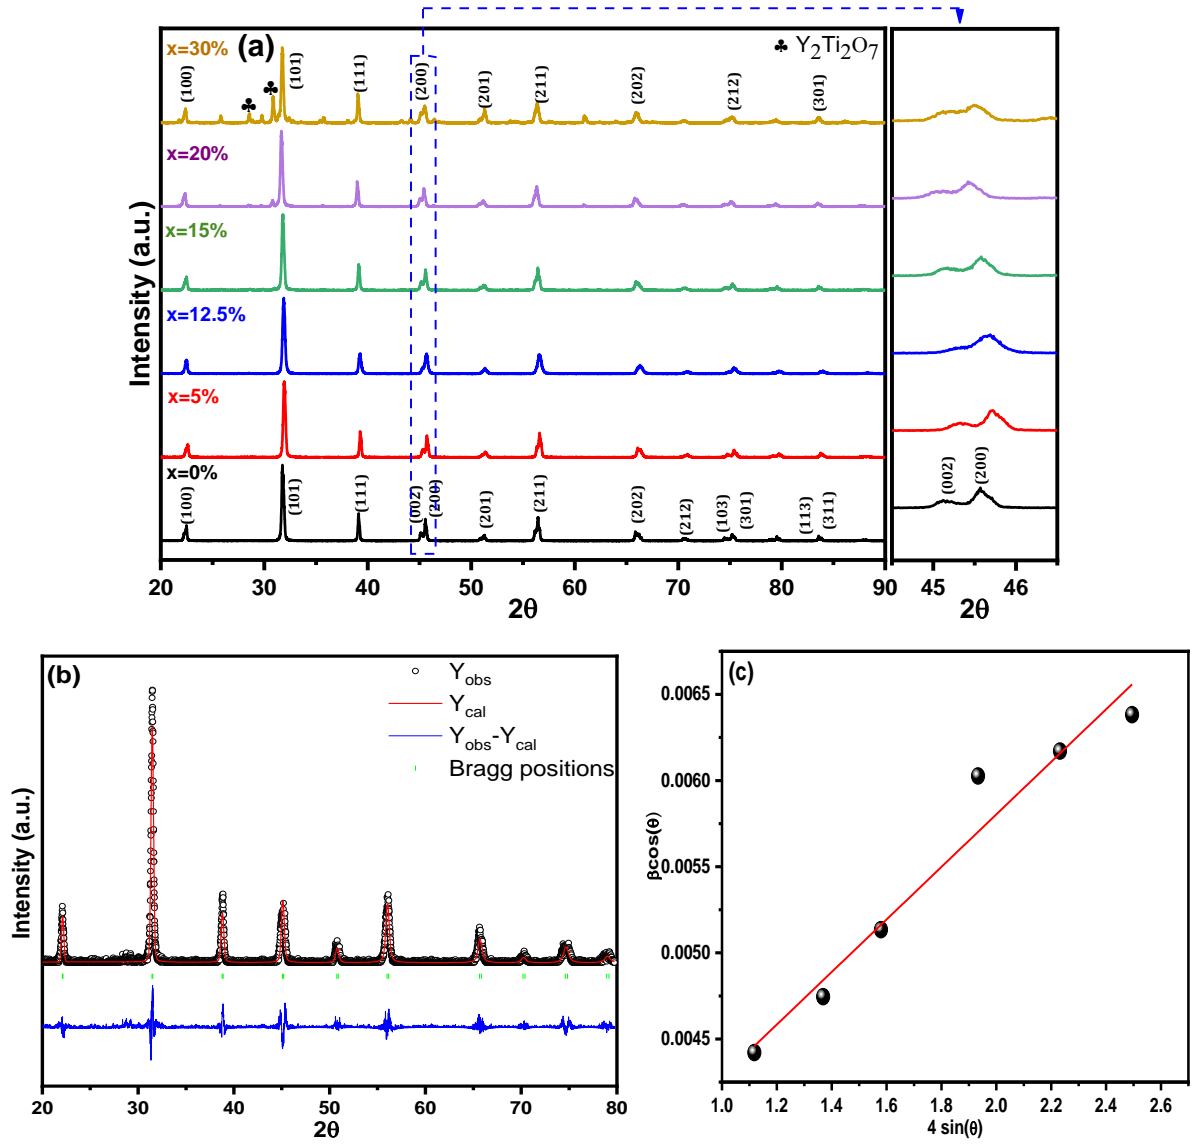 (a)
♣ Y2Ti2O7
x=30%
(100)
(101)
(111)
(200)
(201)
(211)
(202)
(212)
(301)
♣
♣
x=20%
x=15%
x=12.5%
x=5%
x=0%
(100)
(101)
(111)
(002)
(200)
(201)
(211)
(202)
(212)
(103)
(301)
(113)
(311)
(002)
(200)
Intensity (a.u.)
20 30 40 50 60 70 80 90
2θ
45 46
2θ
(b)
Yobs
Ycal
Yobs-Ycal
Bragg positions
Intensity (a.u.)
20 30 40 50 60 70 80
2θ
(c)
0.0065
0.0060
0.0055
0.0050
0.0045
βcos(θ)
1.0 1.2 1.4 1.6 1.8 2.0 2.2 2.4 2.6
4 sin(θ)